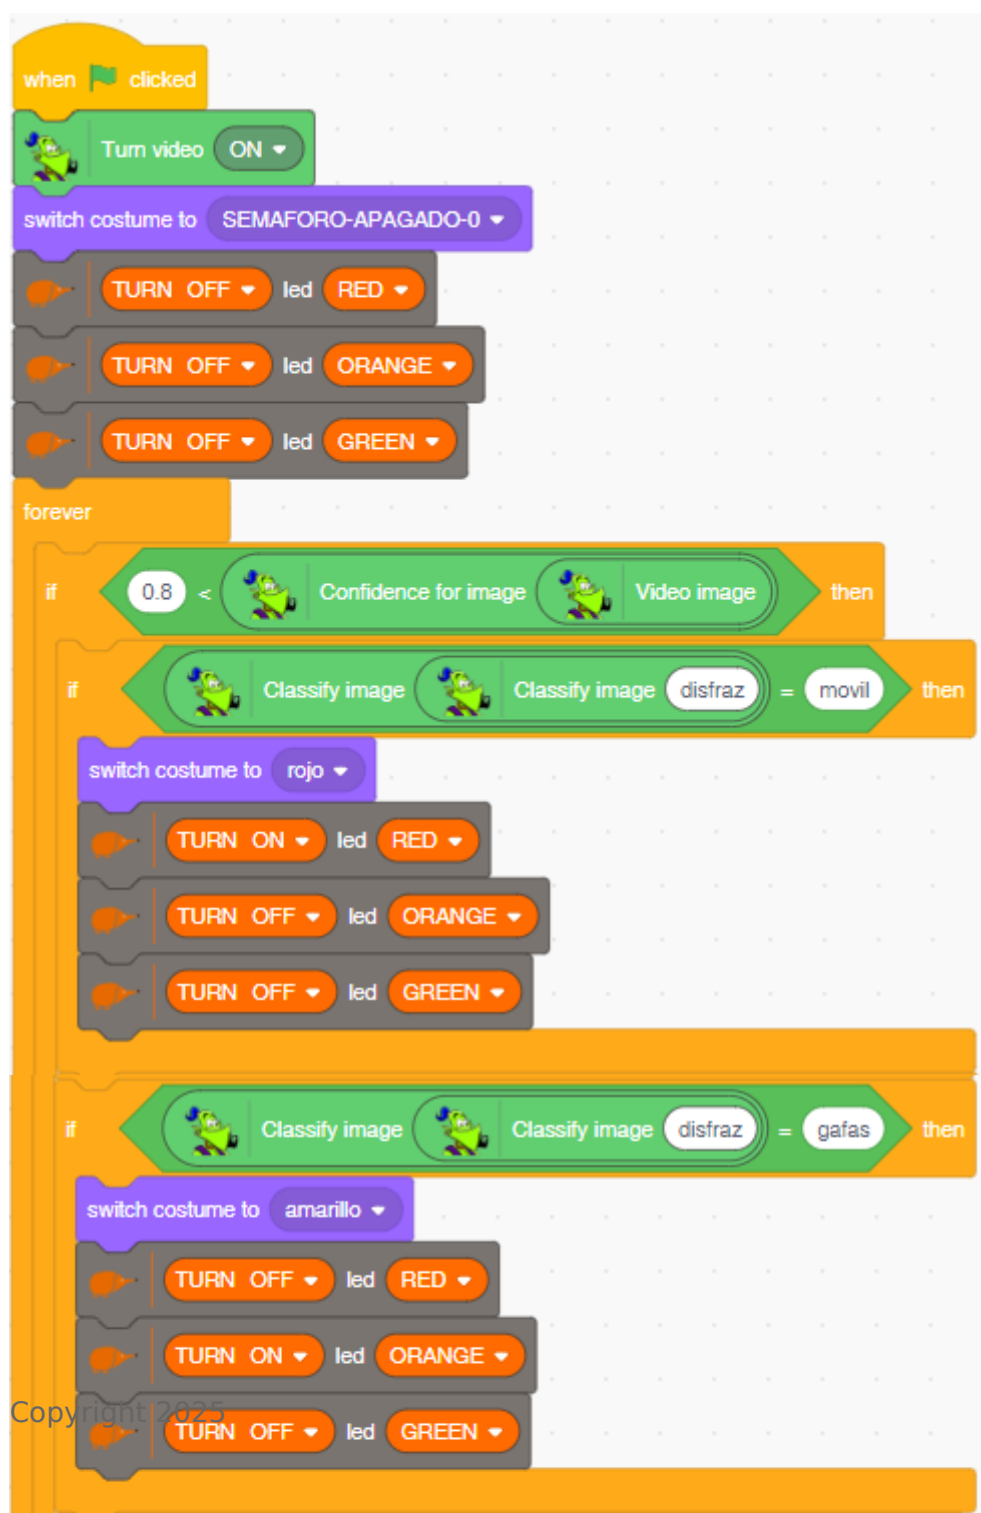 when clicked
Turn video ON
switch costume to SEMAFORO-APAGADO-0
TURN OFF led RED
TURN OFF led ORANGE
TURN OFF led GREEN
forever
if 0.8 < Confidence for image Video image then
if Classify image Classify image disfraz = movil then
switch costume to rojo
TURN ON led RED
TURN OFF led ORANGE
TURN OFF led GREEN
if Classify image Classify image disfraz = gafas then
switch costume to amarillo
TURN OFF led RED
TURN ON led ORANGE
Copyright 2025
TURN OFF led GREEN